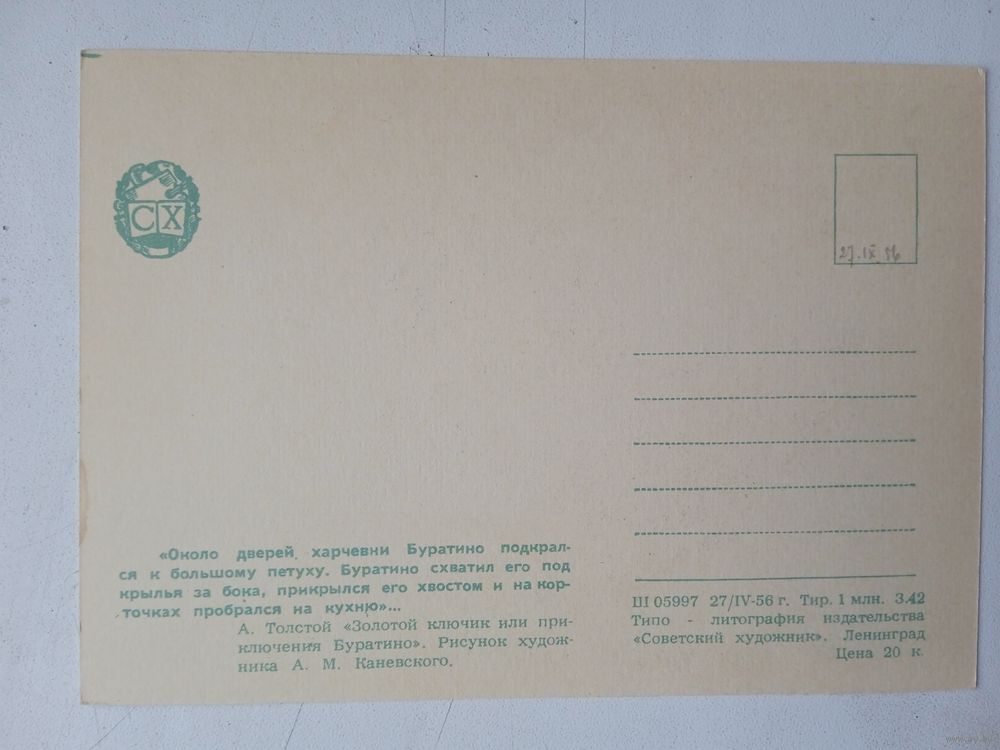 СХ
27.IX.56
«Около дверей харчевни Буратино подкрал-
ся к большому петуху. Буратино схватил его под
крылья за бока, прикрылся его хвостом и на кор-
точках пробрался на кухню»...
А. Толстой «Золотой ключик или при-
ключения Буратино». Рисунок худож-
ника А. М. Каневского.
Ш 05997 27/IV-56 г. Тир. 1 млн. З.42
Типо - литография издательства
«Советский художник». Ленинград
Цена 20 к.